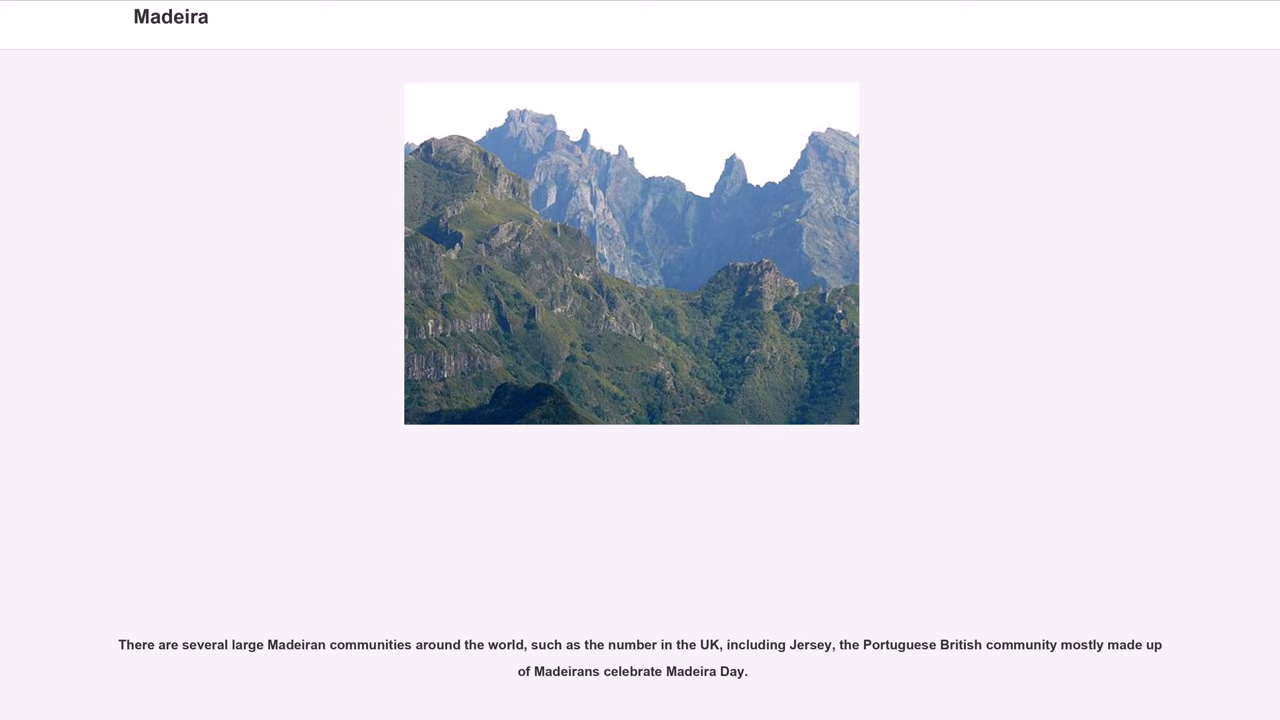 Madeira
There are several large Madeiran communities around the world, such as the number in the UK, including Jersey, the Portuguese British community mostly made up
of Madeirans celebrate Madeira Day.